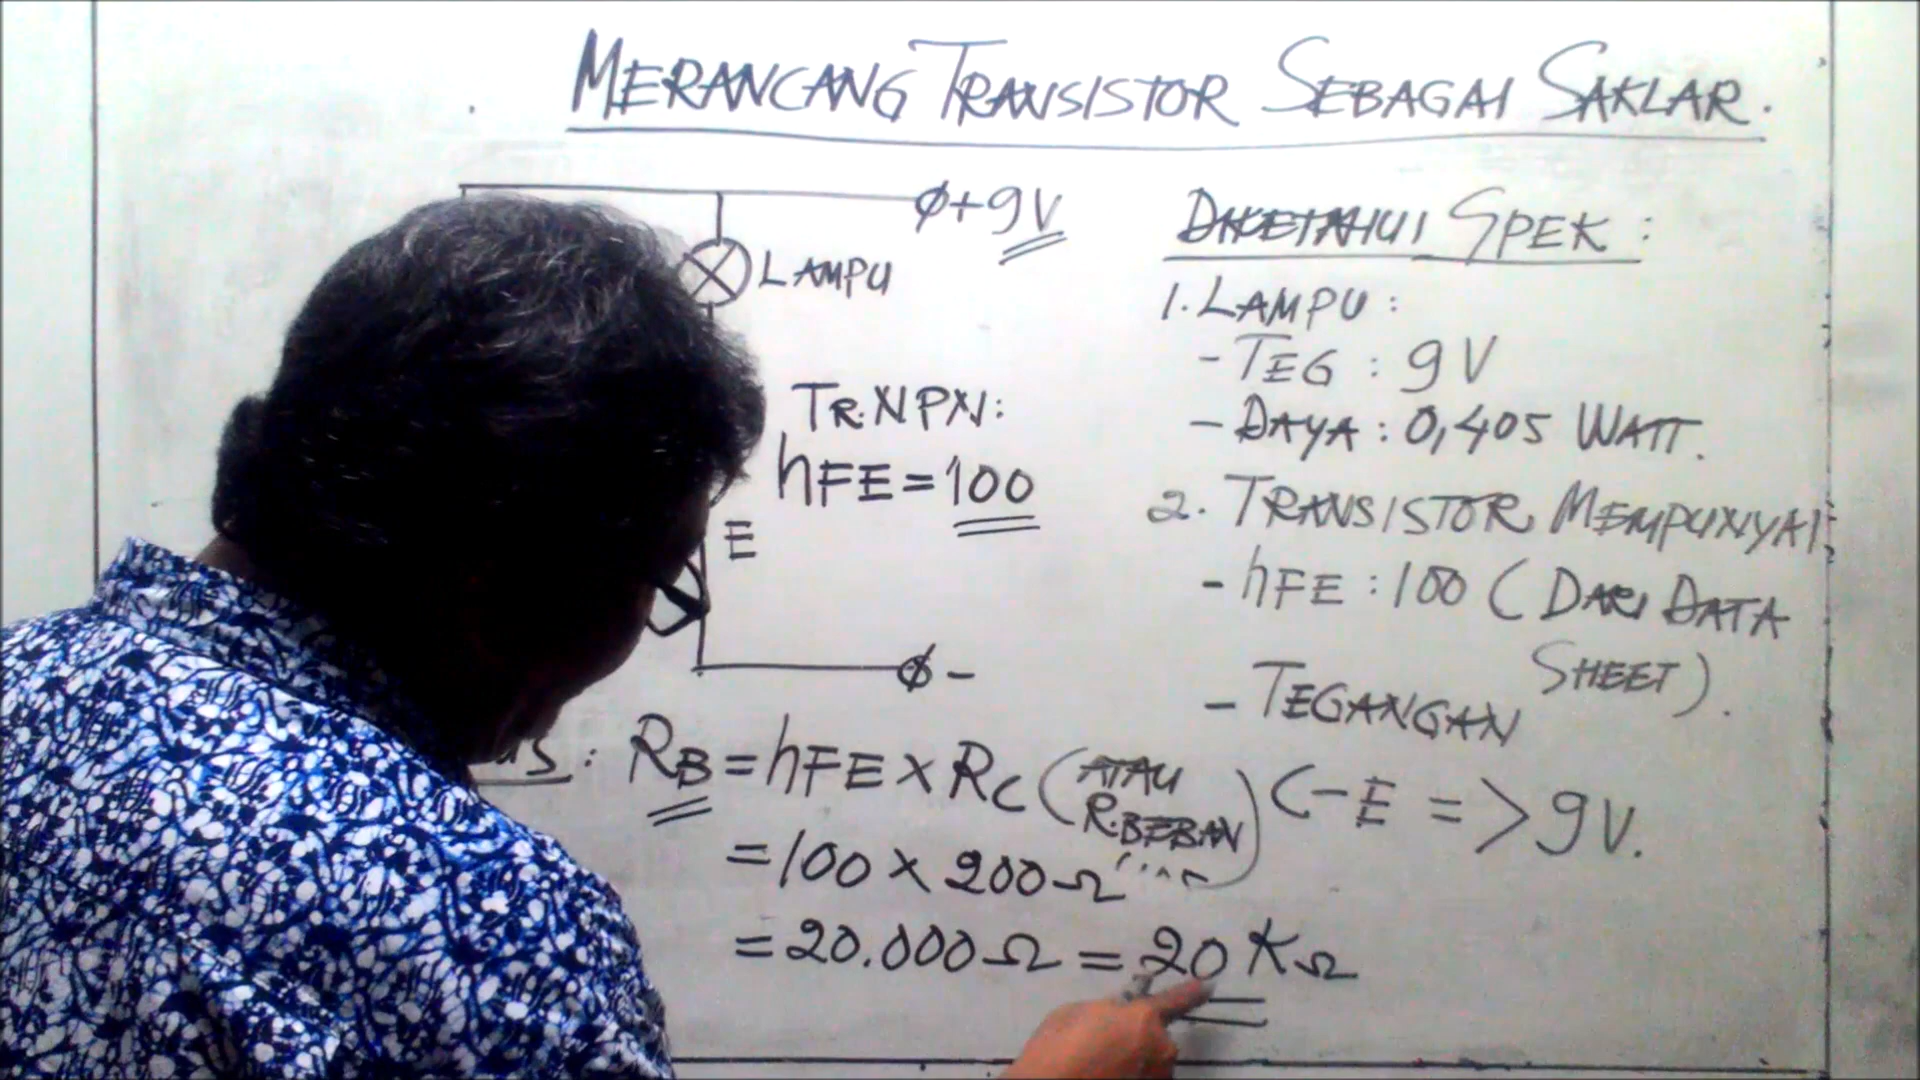 MERANCANG TRANSISTOR SEBAGAI SAKLAR.
+9V
LAMPU
TR.NPN:
hFE=100
E
-
: RB=hFE X RC (ATAU R.BEBAN)
=100 X 200Ω
=20.000Ω = 20 KΩ
DIKETAHUI SPEK :
1. LAMPU :
- TEG : 9V
- DAYA : 0,405 WATT.
2. TRANSISTOR MEMPUNYAI :
- hFE : 100 (DARI DATA
SHEET).
- TEGANGAN
C-E => 9V.